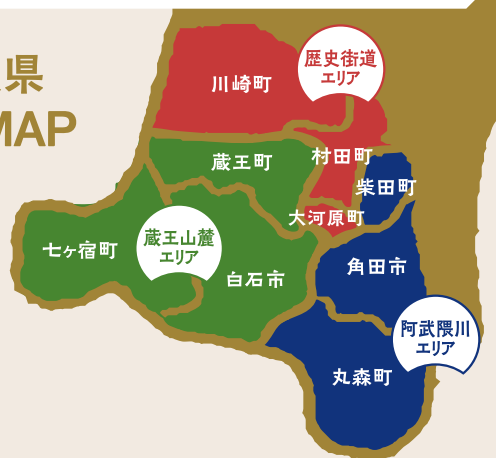 県
MAP
歴史街道
エリア
川崎町
村田町
蔵王町
柴田町
大河原町
蔵王山麓
エリア
七ヶ宿町
白石市
角田市
阿武隈川
エリア
丸森町